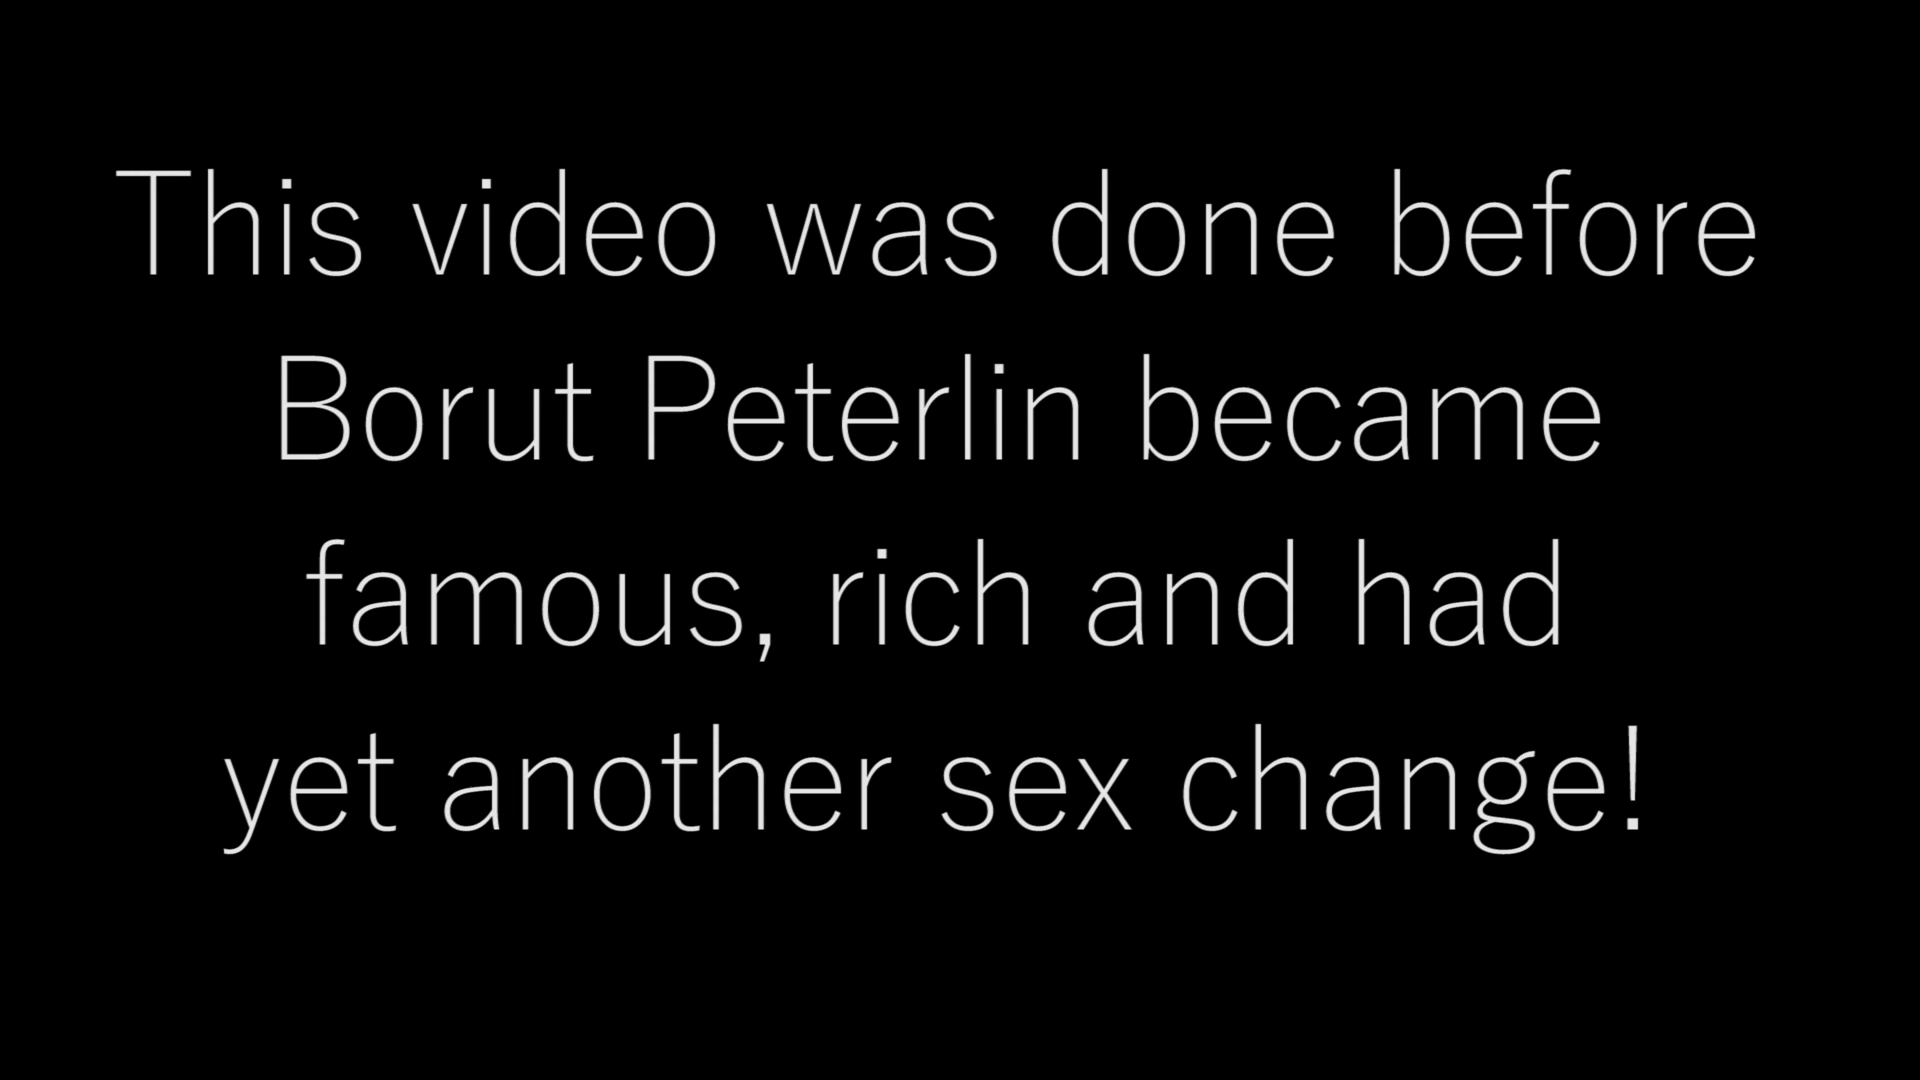 This video was done before
Borut Peterlin became
famous, rich and had
yet another sex change!